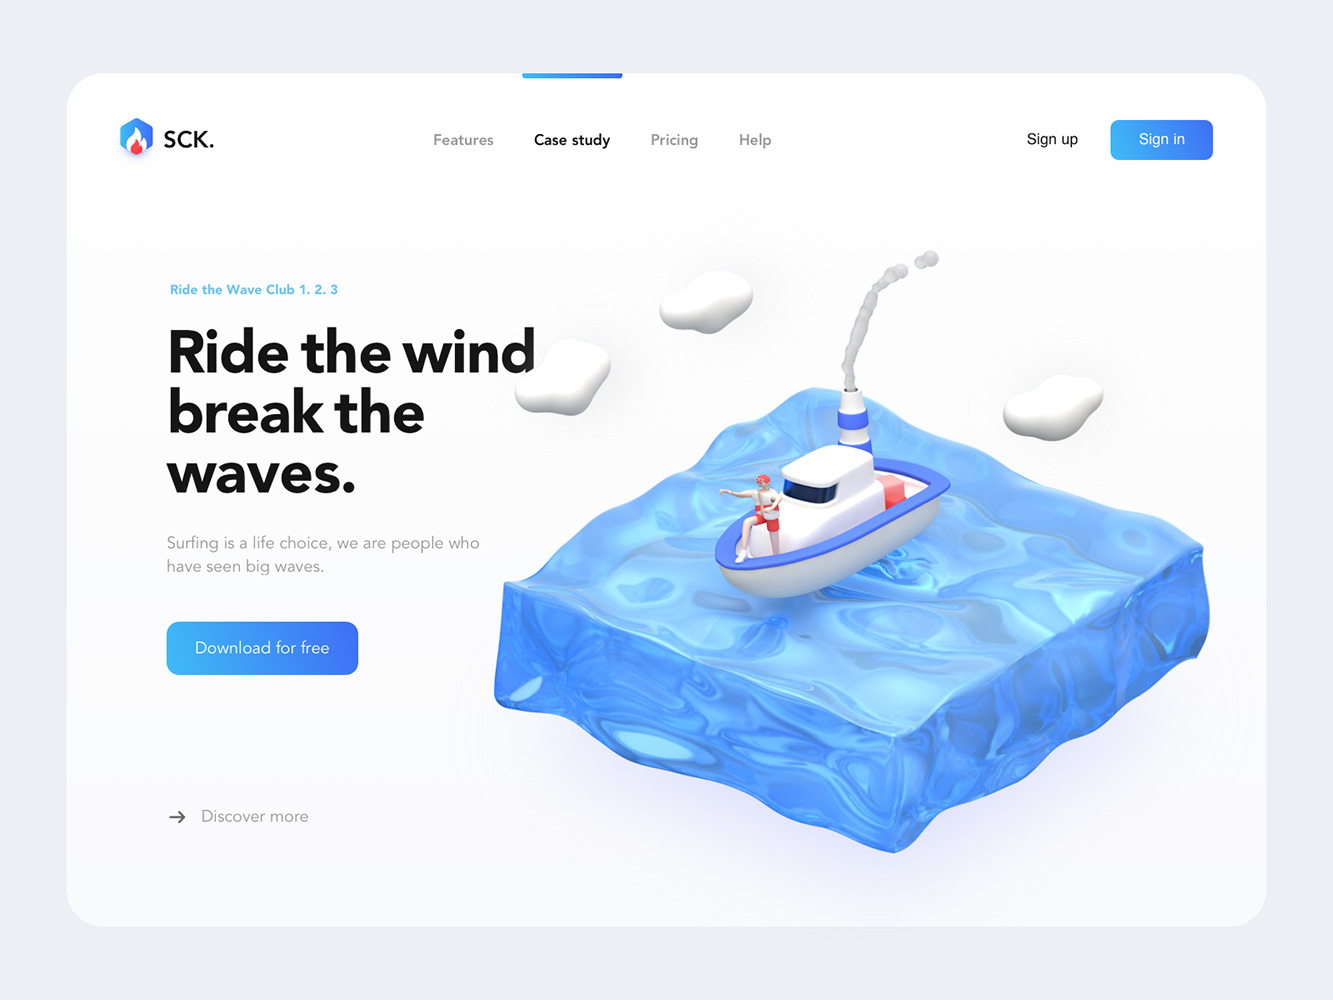 SCK.
Features
Case study
Pricing
Help
Sign up
Sign in
Ride the Wave Club 1. 2. 3
Ride the wind
break the
waves.
Surfing is a life choice, we are people who
have seen big waves.
Download for free
Discover more